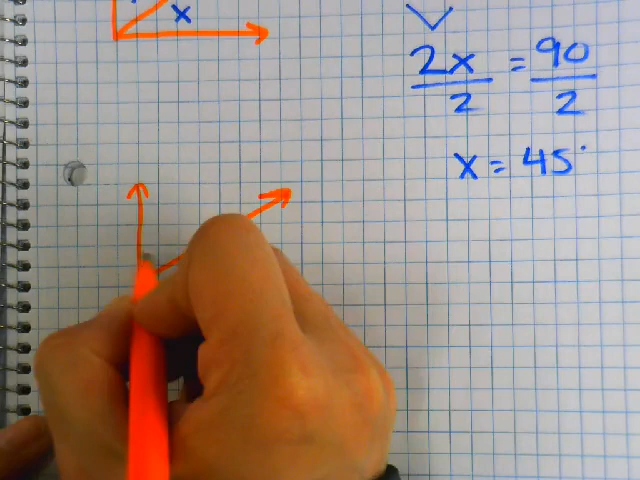 x
2x = 90
2 2
x = 45°